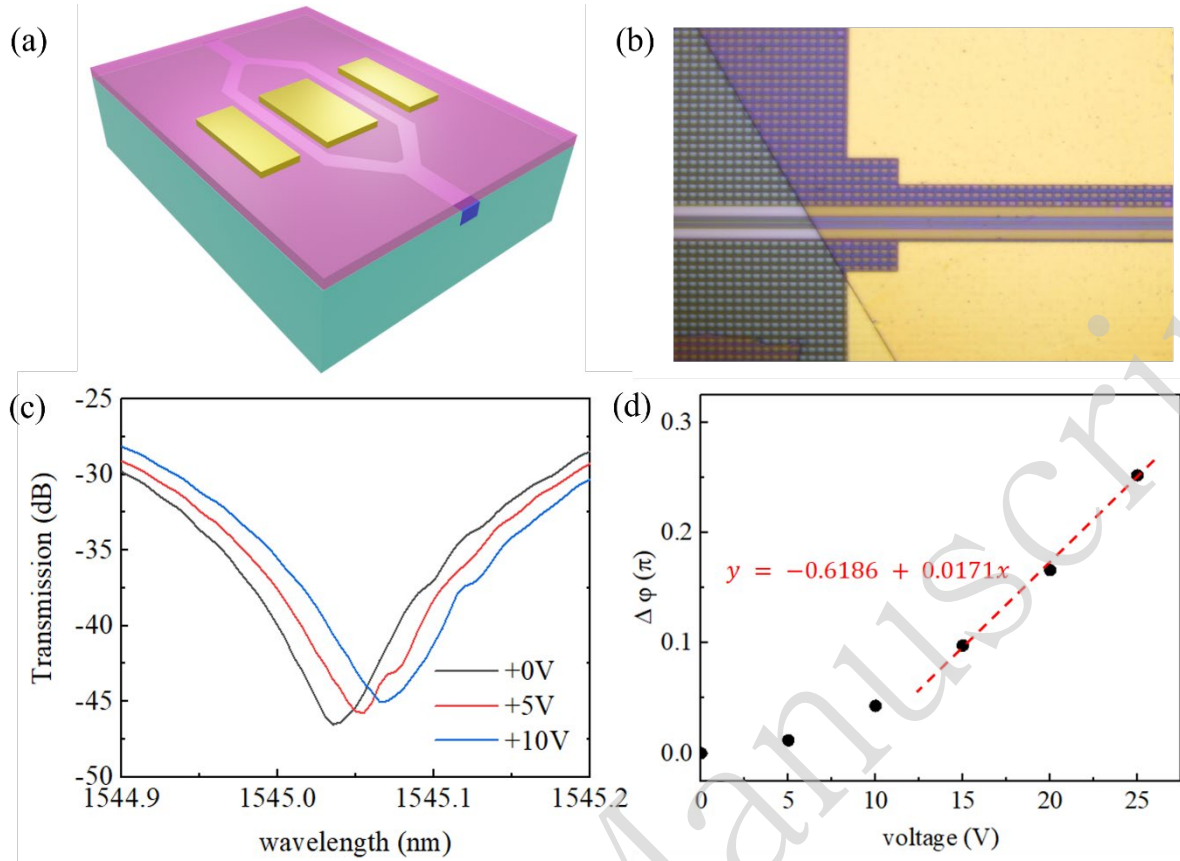 (a)
(b)
(c)
-25
-30
-35
-40
-45
-50
Transmission (dB)
+0V
+5V
+10V
1544.9
1545.0
1545.1
1545.2
wavelength (nm)
(d)
0.3
0.2
0.1
0.0
Δ φ (π)
y = −0.6186 + 0.0171x
0
5
10
15
20
25
voltage (V)
Manuscri